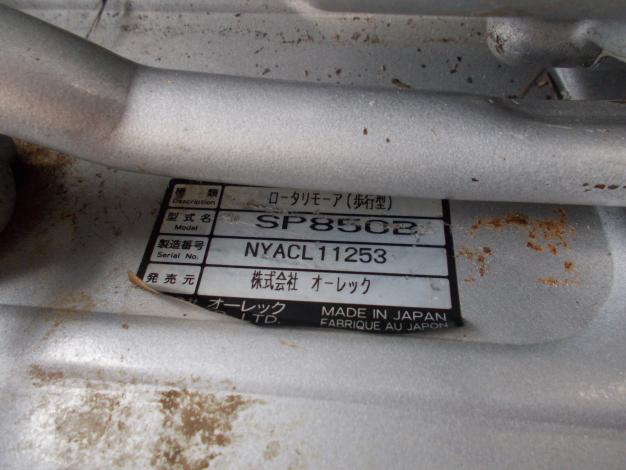 種類 ロータリモーア(歩行型)
Description
型式名 SP850B
Model
製造番号 NYACL11253
Serial No.
発売元 株式会社 オーレック
オーレック MADE IN JAPAN
LTD. FABRIQUE AU JAPON